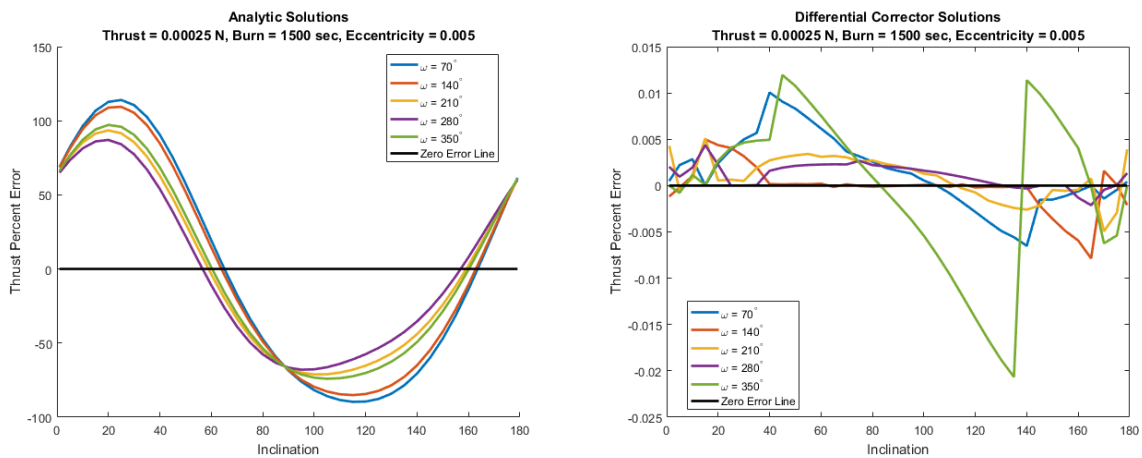 Analytic Solutions
Thrust = 0.00025 N, Burn = 1500 sec, Eccentricity = 0.005
150
100
50
0
-50
-100
Thrust Percent Error
0
20
40
60
80
100
120
140
160
180
Inclination
ω = 70°
ω = 140°
ω = 210°
ω = 280°
ω = 350°
Zero Error Line
Differential Corrector Solutions
Thrust = 0.00025 N, Burn = 1500 sec, Eccentricity = 0.005
0.015
0.01
0.005
0
-0.005
-0.01
-0.015
-0.02
-0.025
Thrust Percent Error
0
20
40
60
80
100
120
140
160
180
Inclination
ω = 70°
ω = 140°
ω = 210°
ω = 280°
ω = 350°
Zero Error Line